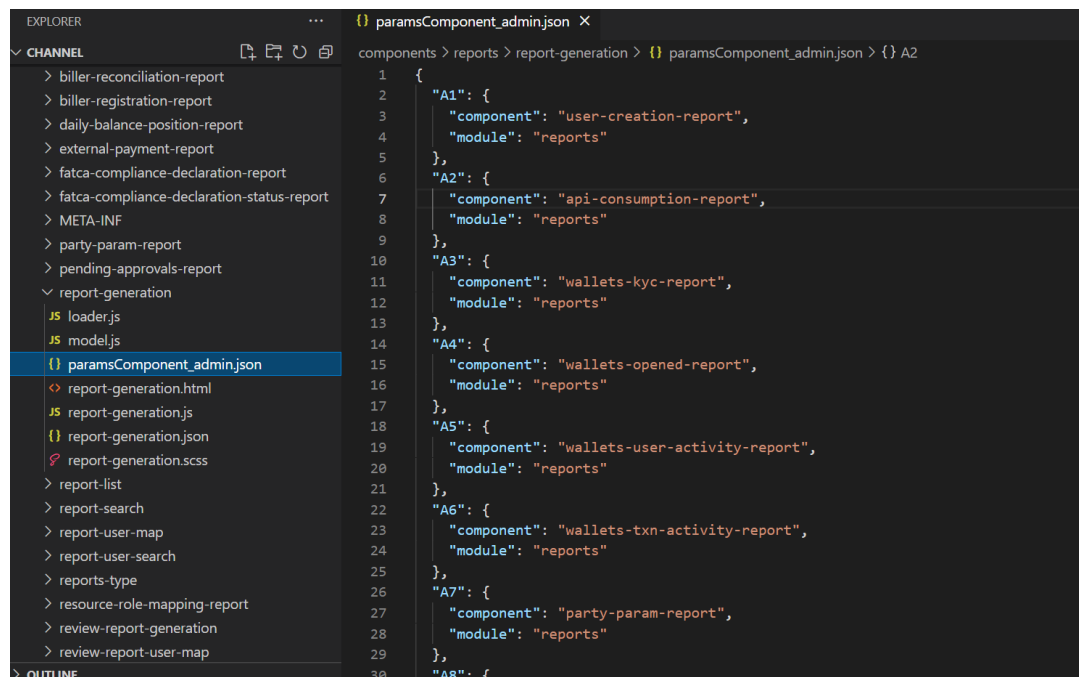 EXPLORER
CHANNEL
biller-reconciliation-report
biller-registration-report
daily-balance-position-report
external-payment-report
fatca-compliance-declaration-report
fatca-compliance-declaration-status-report
META-INF
party-param-report
pending-approvals-report
report-generation
JS loader.js
JS model.js
{} paramsComponent_admin.json
<> report-generation.html
JS report-generation.js
{} report-generation.json
report-generation.scss
report-list
report-search
report-user-map
report-user-search
reports-type
resource-role-mapping-report
review-report-generation
review-report-user-map
OUTLINE
{} paramsComponent_admin.json ×
components > reports > report-generation > {} paramsComponent_admin.json > {} A2
1 {
2 "A1": {
3 "component": "user-creation-report",
4 "module": "reports"
5 },
6 "A2": {
7 "component": "api-consumption-report",
8 "module": "reports"
9 },
10 "A3": {
11 "component": "wallets-kyc-report",
12 "module": "reports"
13 },
14 "A4": {
15 "component": "wallets-opened-report",
16 "module": "reports"
17 },
18 "A5": {
19 "component": "wallets-user-activity-report",
20 "module": "reports"
21 },
22 "A6": {
23 "component": "wallets-txn-activity-report",
24 "module": "reports"
25 },
26 "A7": {
27 "component": "party-param-report",
28 "module": "reports"
29 },
30 "A8": {